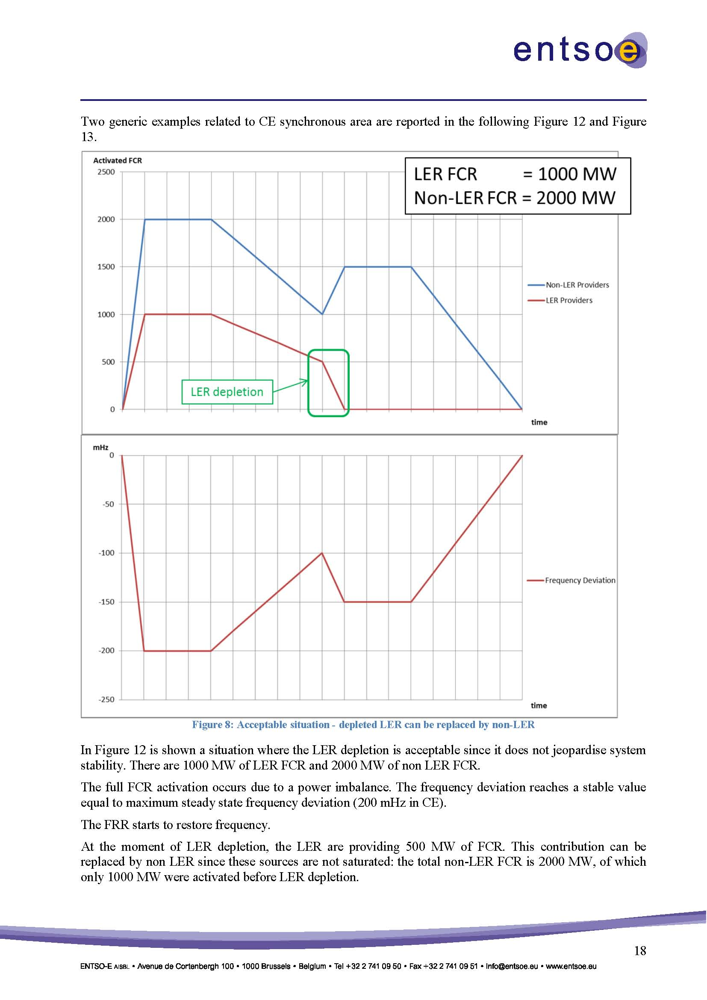 entsoe
Two generic examples related to CE synchronous area are reported in the following Figure 12 and Figure
13.
Activated FCR
LER FCR = 1000 MW
Non-LER FCR = 2000 MW
2500
2000
1500
1000
500
0
Non-LER Providers
LER Providers
LER depletion
time
mHz
0
-50
-100
-150
-200
-250
Frequency Deviation
time
Figure 8: Acceptable situation - depleted LER can be replaced by non-LER
In Figure 12 is shown a situation where the LER depletion is acceptable since it does not jeopardise system
stability. There are 1000 MW of LER FCR and 2000 MW of non LER FCR.
The full FCR activation occurs due to a power imbalance. The frequency deviation reaches a stable value
equal to maximum steady state frequency deviation (200 mHz in CE).
The FRR starts to restore frequency.
At the moment of LER depletion, the LER are providing 500 MW of FCR. This contribution can be
replaced by non LER since these sources are not saturated: the total non-LER FCR is 2000 MW, of which
only 1000 MW were activated before LER depletion.
18
ENTSO-E AISBL • Avenue de Cortenbergh 100 • 1000 Brussels • Belgium • Tel +32 2 741 09 50 • Fax +32 2 741 09 51 • info@entsoe.eu • www.entsoe.eu